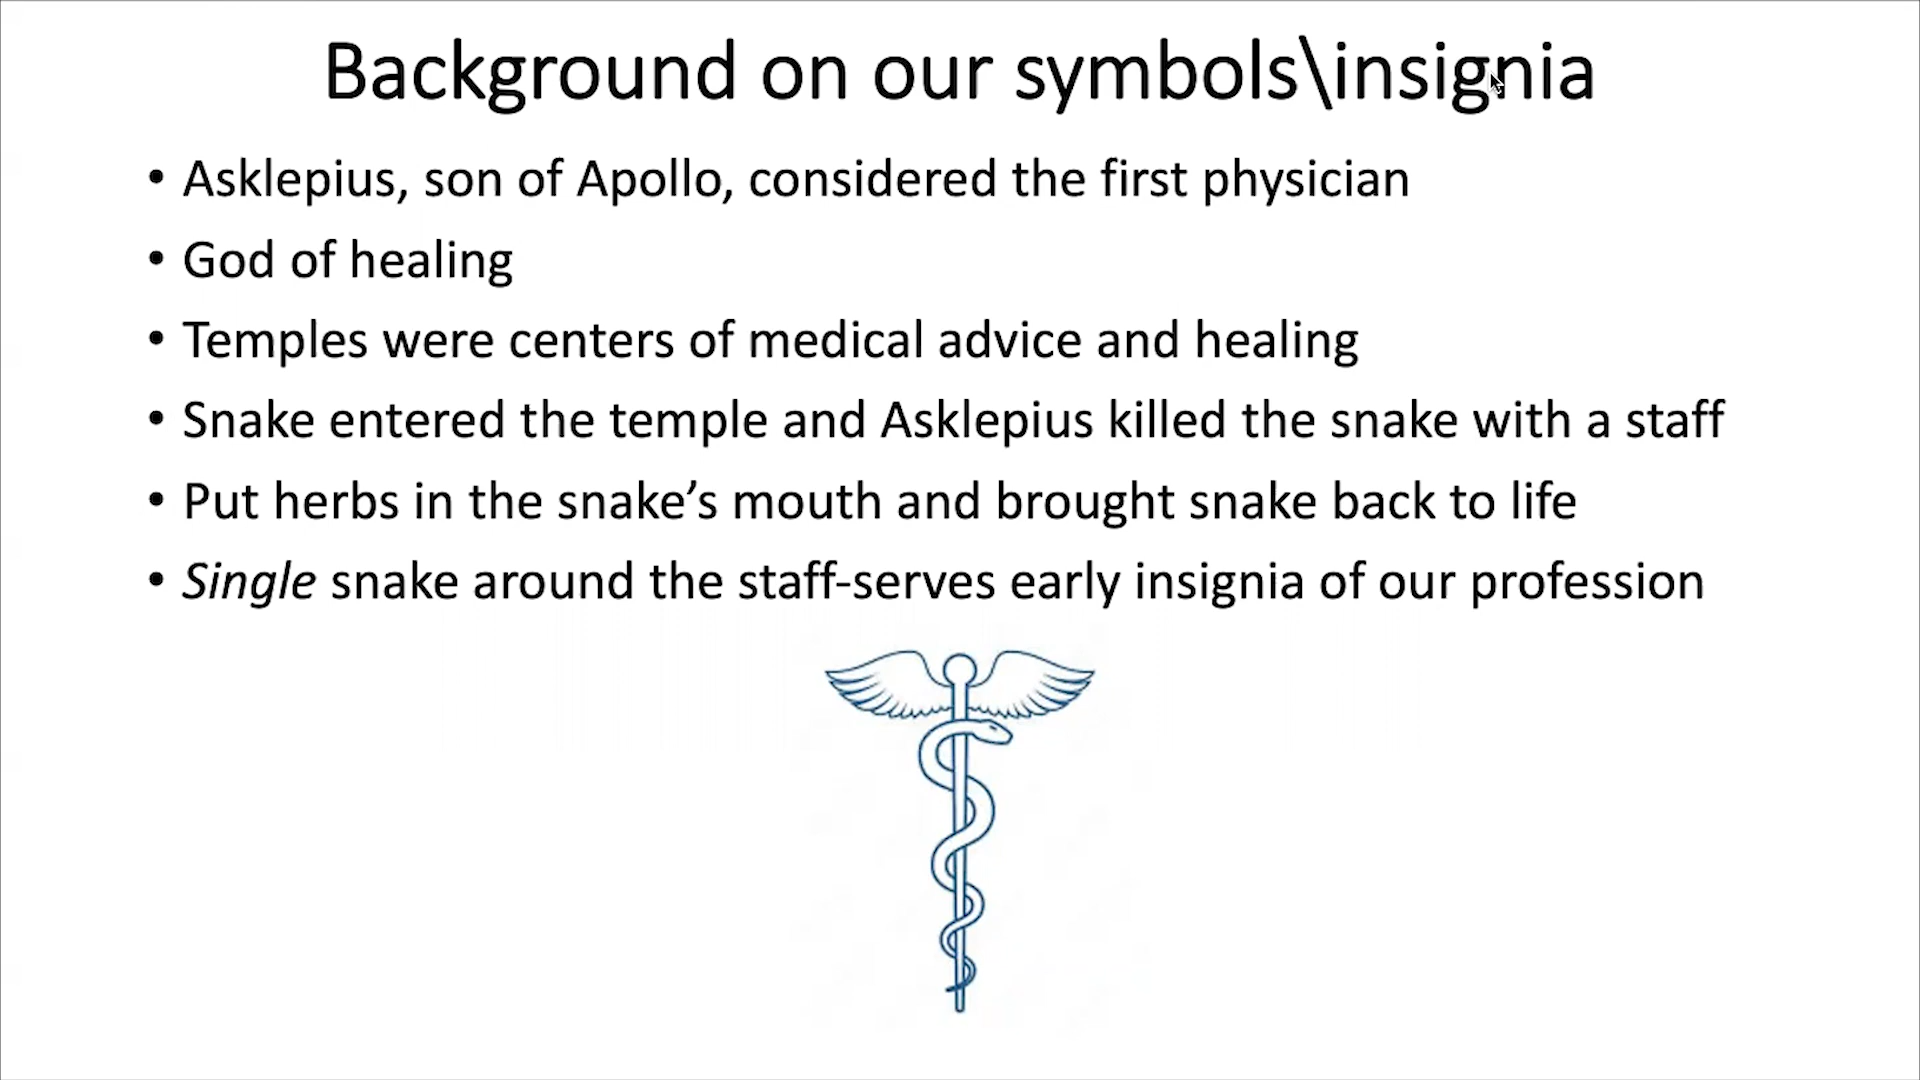 Background on our symbols\insignia
• Asklepius, son of Apollo, considered the first physician
• God of healing
• Temples were centers of medical advice and healing
• Snake entered the temple and Asklepius killed the snake with a staff
• Put herbs in the snake’s mouth and brought snake back to life
• Single snake around the staff-serves early insignia of our profession